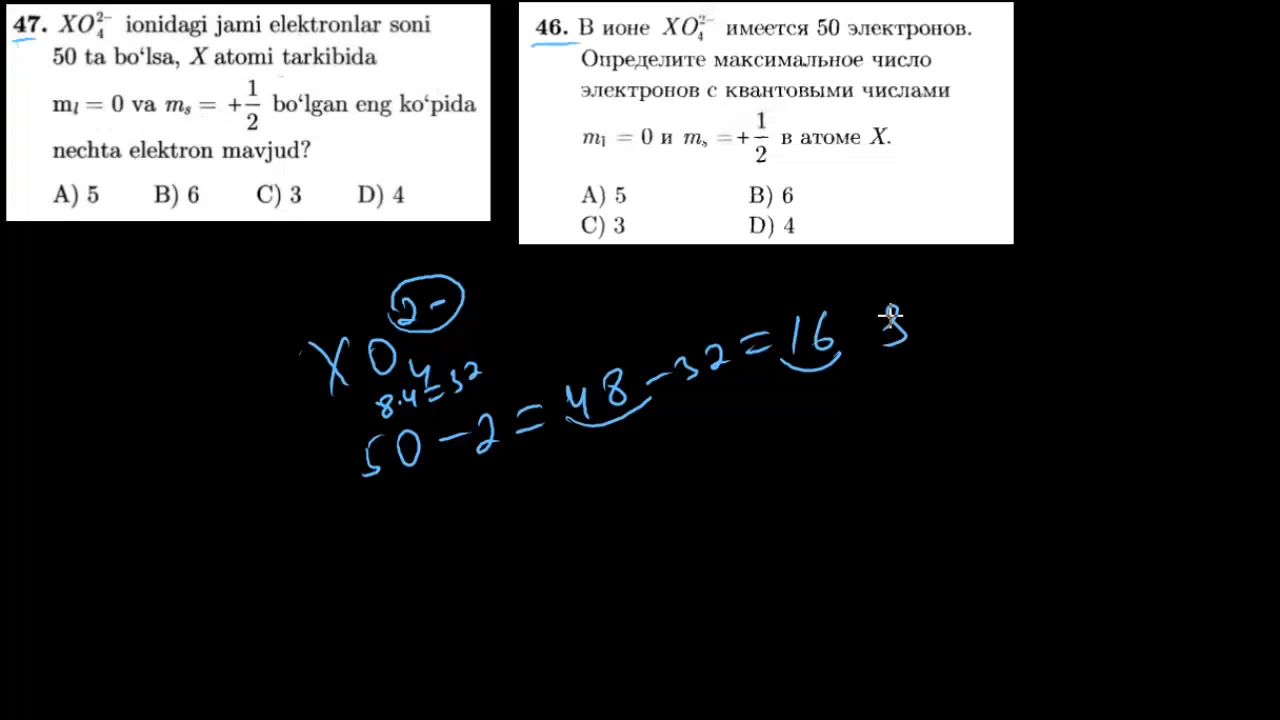 47. XO₄²⁻ ionidagi jami elektronlar soni
50 ta bo‘lsa, X atomi tarkibida
mₗ = 0 va mₛ = +1/2 bo‘lgan eng ko‘pida
nechta elektron mavjud?
A) 5 B) 6 C) 3 D) 4
46. В ионе XO₄²⁻ имеется 50 электронов.
Определите максимальное число
электронов с квантовыми числами
m₁ = 0 и mₛ = +1/2 в атоме X.
A) 5 B) 6
C) 3 D) 4
XO₄²⁻
8·4=32
50-2=48-32=16